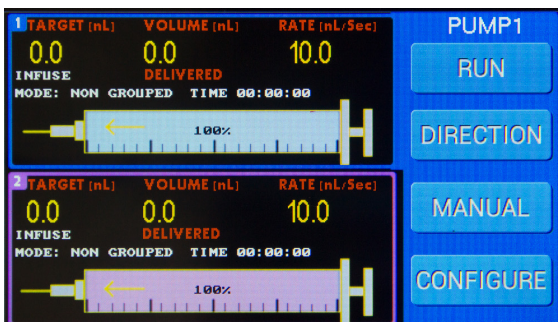 1 TARGET [nL] VOLUME [nL] RATE [nL/Sec]
0.0 0.0 10.0
INFUSE DELIVERED
MODE: NON GROUPED TIME 00:00:00
100%
2 TARGET [nL] VOLUME [nL] RATE [nL/Sec]
0.0 0.0 10.0
INFUSE DELIVERED
MODE: NON GROUPED TIME 00:00:00
100%
PUMP1
RUN
DIRECTION
MANUAL
CONFIGURE